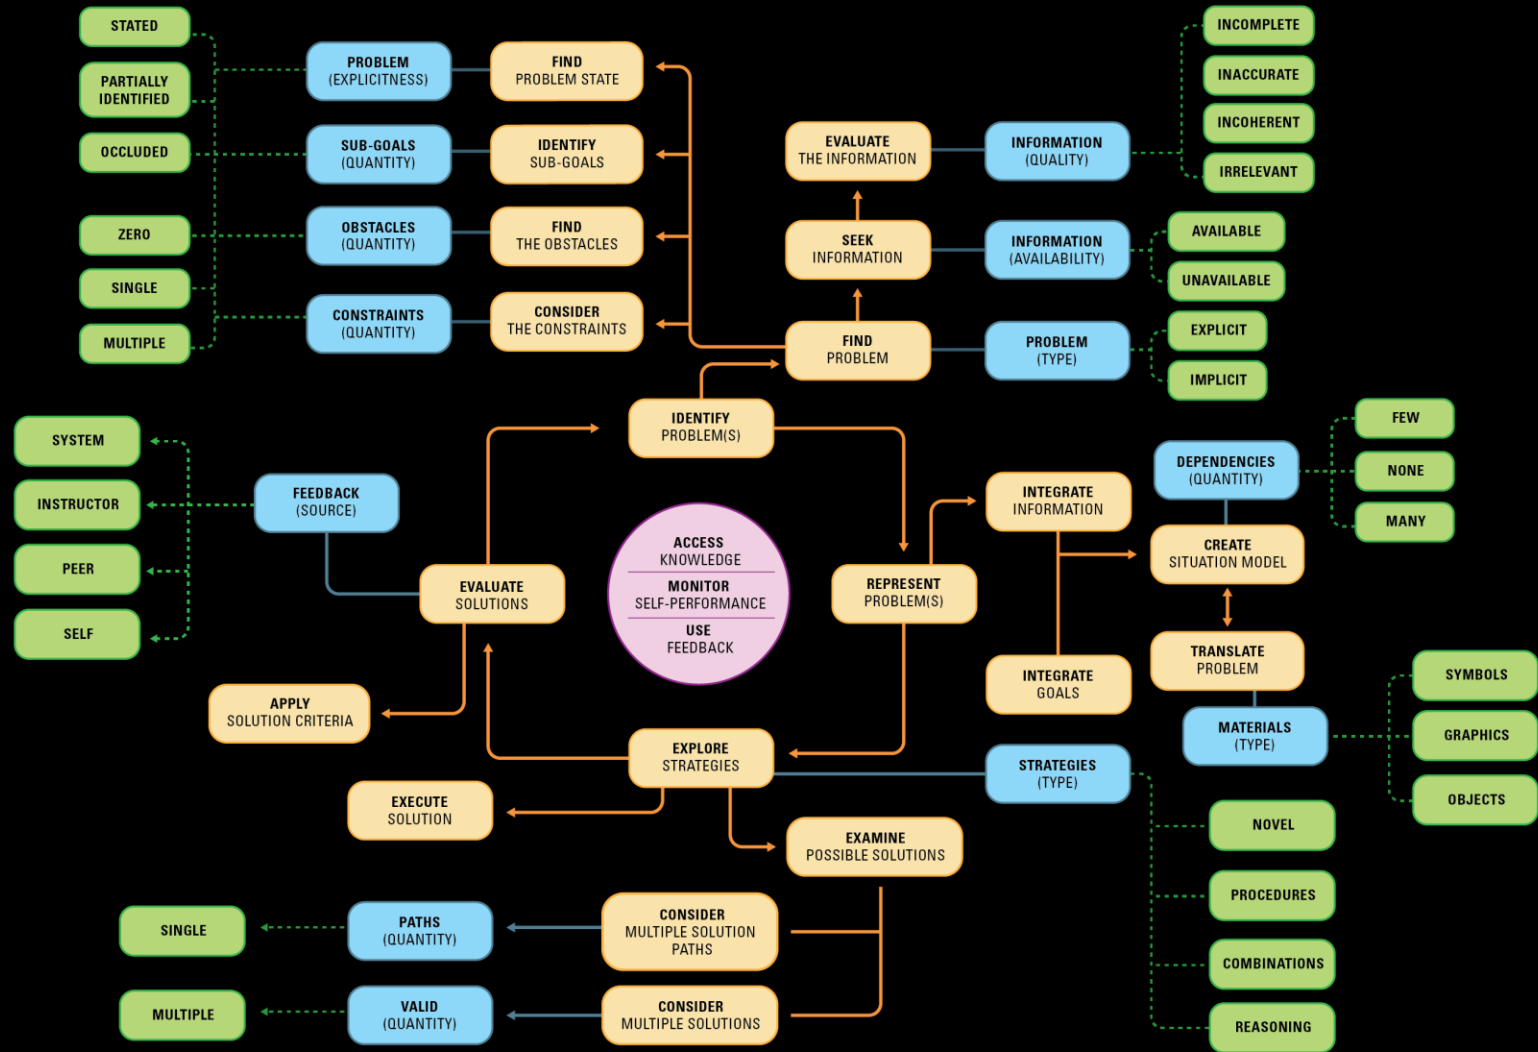 STATED
PARTIALLY
IDENTIFIED
OCCLUDED
ZERO
SINGLE
MULTIPLE
PROBLEM
(EXPLICITNESS)
SUB-GOALS
(QUANTITY)
OBSTACLES
(QUANTITY)
CONSTRAINTS
(QUANTITY)
FIND
PROBLEM STATE
IDENTIFY
SUB-GOALS
FIND
THE OBSTACLES
CONSIDER
THE CONSTRAINTS
EVALUATE
THE INFORMATION
SEEK
INFORMATION
FIND
PROBLEM
INFORMATION
(QUALITY)
INFORMATION
(AVAILABILITY)
PROBLEM
(TYPE)
INCOMPLETE
INACCURATE
INCOHERENT
IRRELEVANT
AVAILABLE
UNAVAILABLE
EXPLICIT
IMPLICIT
IDENTIFY
PROBLEM(S)
SYSTEM
INSTRUCTOR
PEER
SELF
FEEDBACK
(SOURCE)
EVALUATE
SOLUTIONS
APPLY
SOLUTION CRITERIA
ACCESS
KNOWLEDGE
MONITOR
SELF-PERFORMANCE
USE
FEEDBACK
REPRESENT
PROBLEM(S)
INTEGRATE
INFORMATION
INTEGRATE
GOALS
DEPENDENCIES
(QUANTITY)
CREATE
SITUATION MODEL
TRANSLATE
PROBLEM
MATERIALS
(TYPE)
FEW
NONE
MANY
SYMBOLS
GRAPHICS
OBJECTS
EXPLORE
STRATEGIES
STRATEGIES
(TYPE)
NOVEL
PROCEDURES
COMBINATIONS
REASONING
EXECUTE
SOLUTION
EXAMINE
POSSIBLE SOLUTIONS
CONSIDER
MULTIPLE SOLUTION
PATHS
PATHS
(QUANTITY)
SINGLE
CONSIDER
MULTIPLE SOLUTIONS
VALID
(QUANTITY)
MULTIPLE